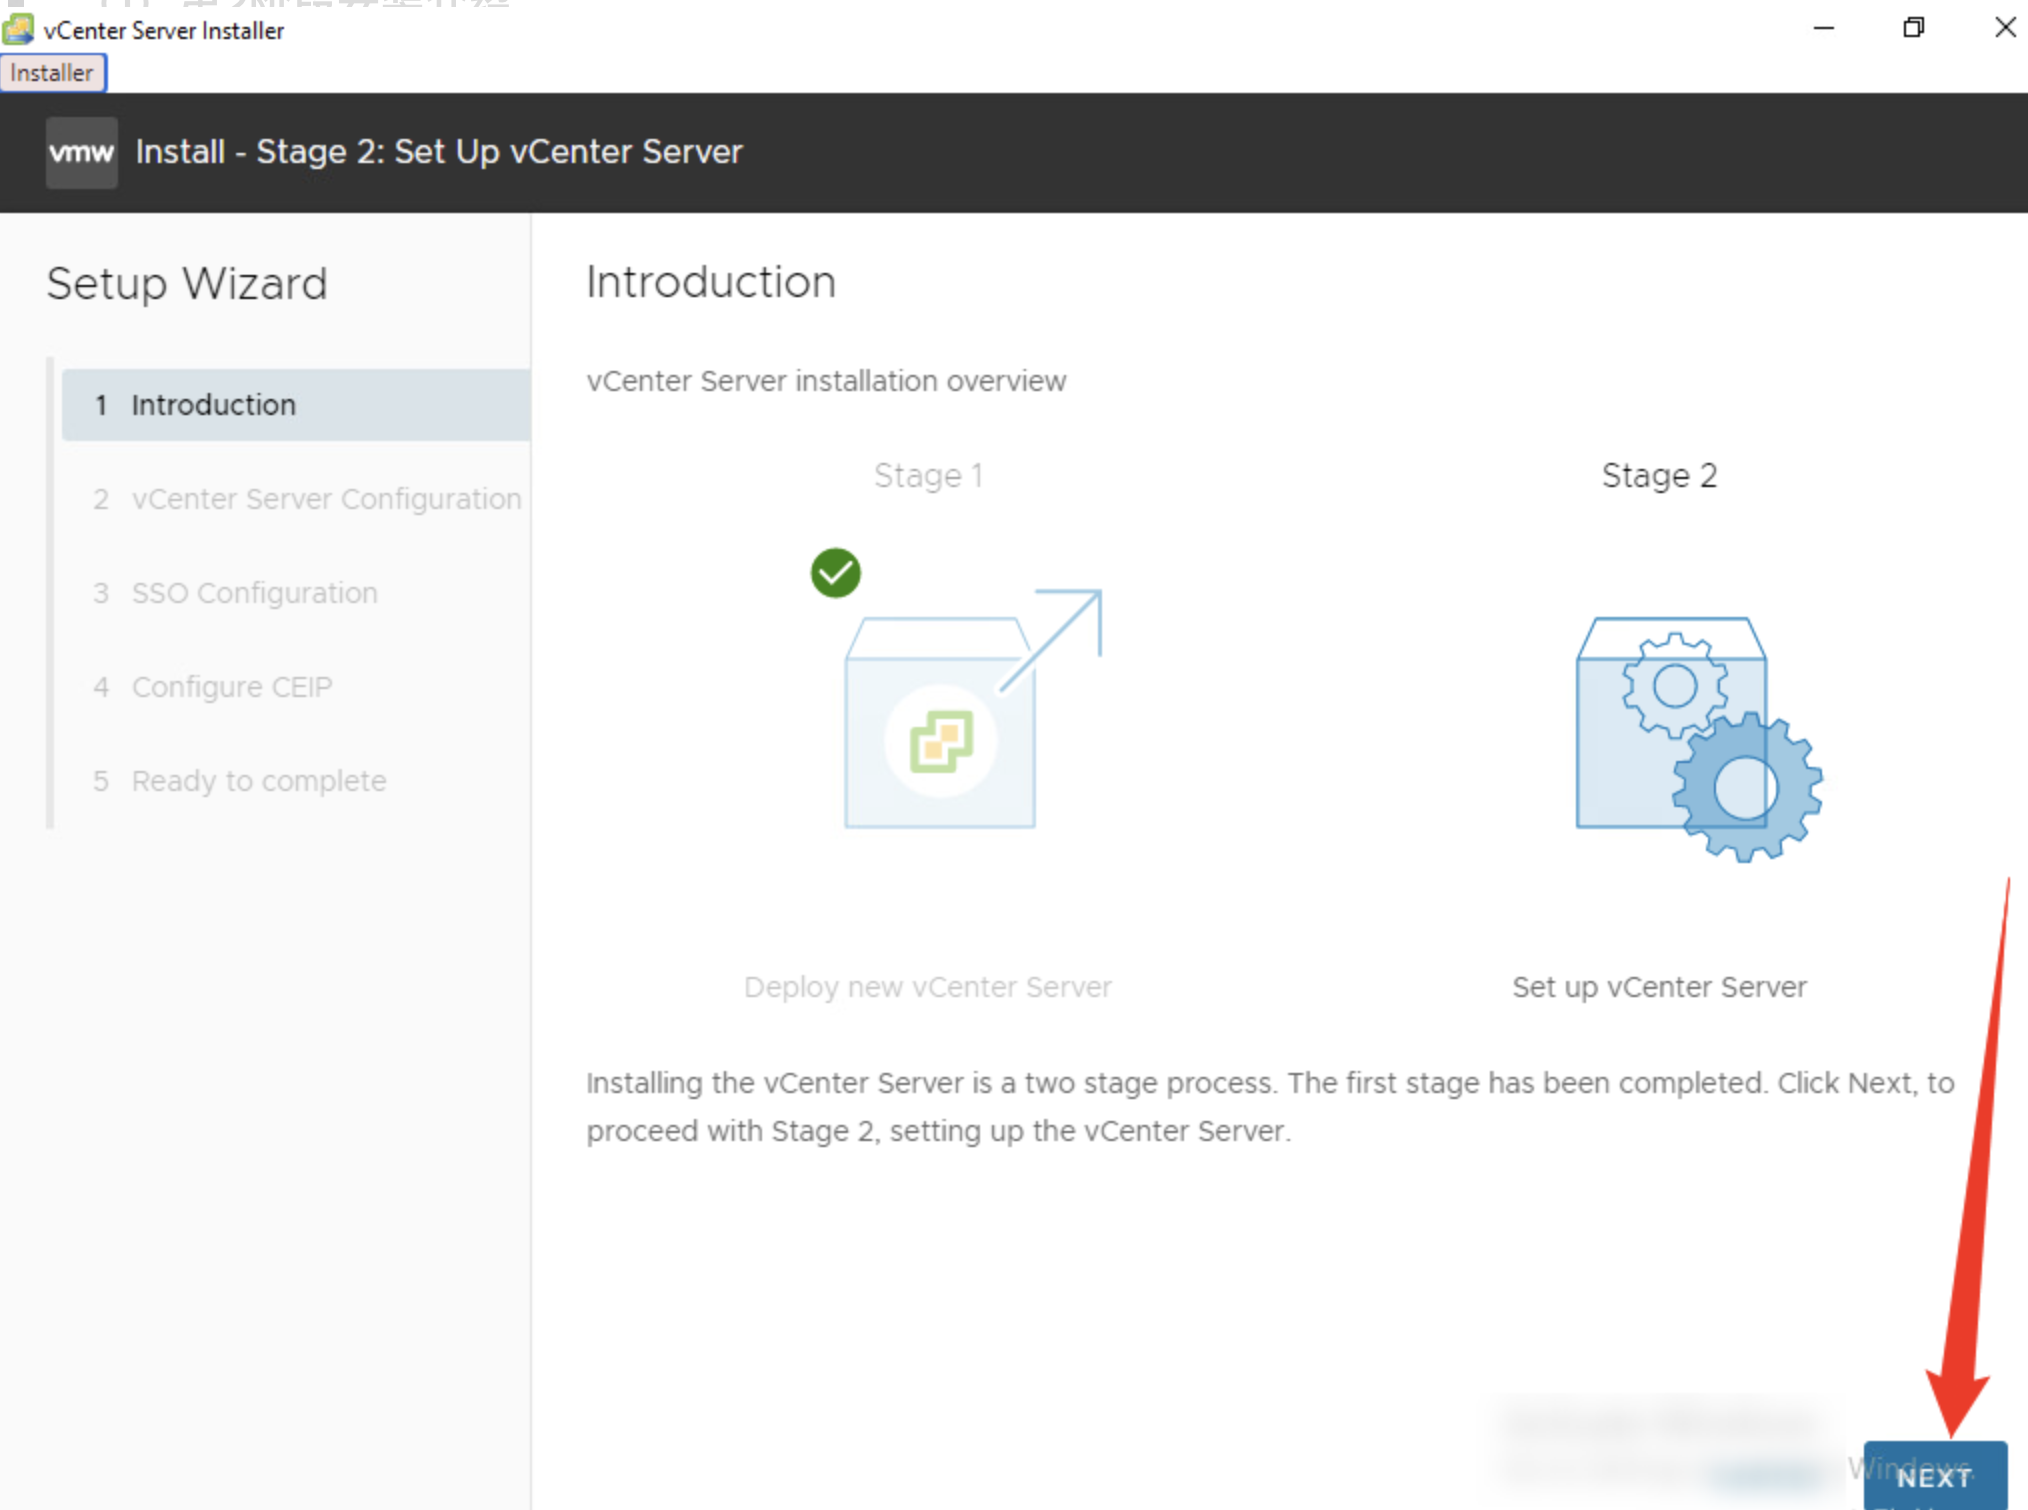 vCenter Server Installer
Installer
vmw Install - Stage 2: Set Up vCenter Server
Setup Wizard
1 Introduction
2 vCenter Server Configuration
3 SSO Configuration
4 Configure CEIP
5 Ready to complete
Introduction
vCenter Server installation overview
Stage 1
Stage 2
Deploy new vCenter Server
Set up vCenter Server
Installing the vCenter Server is a two stage process. The first stage has been completed. Click Next, to
proceed with Stage 2, setting up the vCenter Server.
Windows.
NEXT